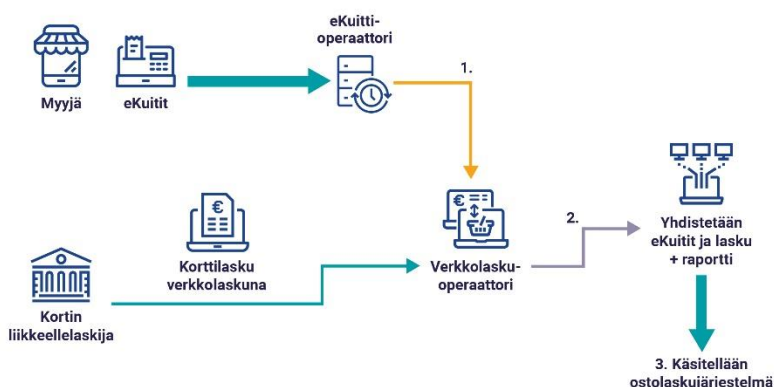 eKuitti-
operaattori
1.
Myyjä
eKuitit
€
€
2.
Yhdistetään
eKuitit ja lasku
+ raportti
Korttilasku
verkkolaskuna
Verkkolasku-
operaattori
Kortin
liikkeellelaskija
3. Käsitellään
ostolaskujärjestelmä